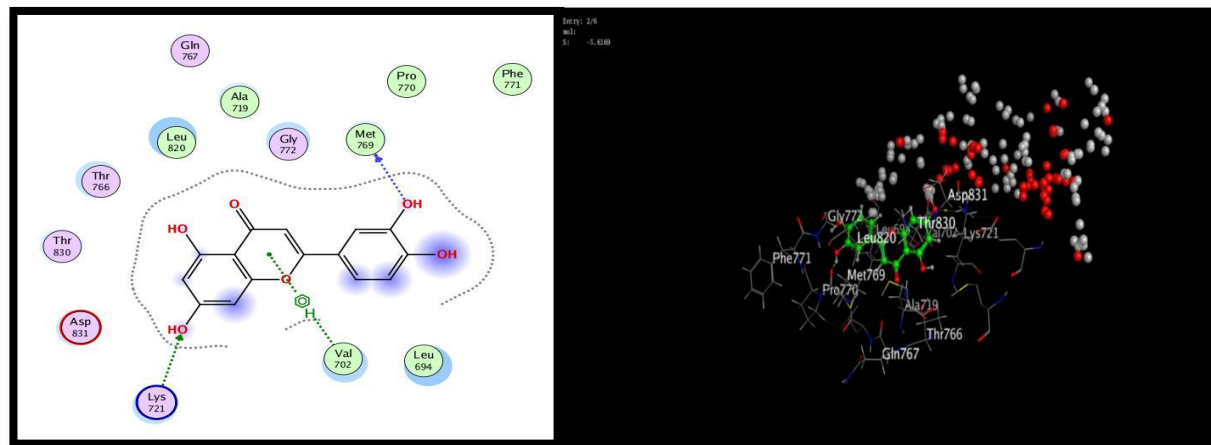 Gln
767
Pro
770
Phe
771
Ala
719
Leu
820
Gly
772
Met
769
Thr
766
O
OH
OH
HO
O
Thr
830
HO
H
Asp
831
Val
702
Leu
694
Lys
721
Entry: 2/6
mol:
S: -5.6169
Asp831
Gly772
Thr830
Leu694
Val702
Lys721
Leu820
Phe771
Met769
Pro770
Ala719
Thr766
Gln767